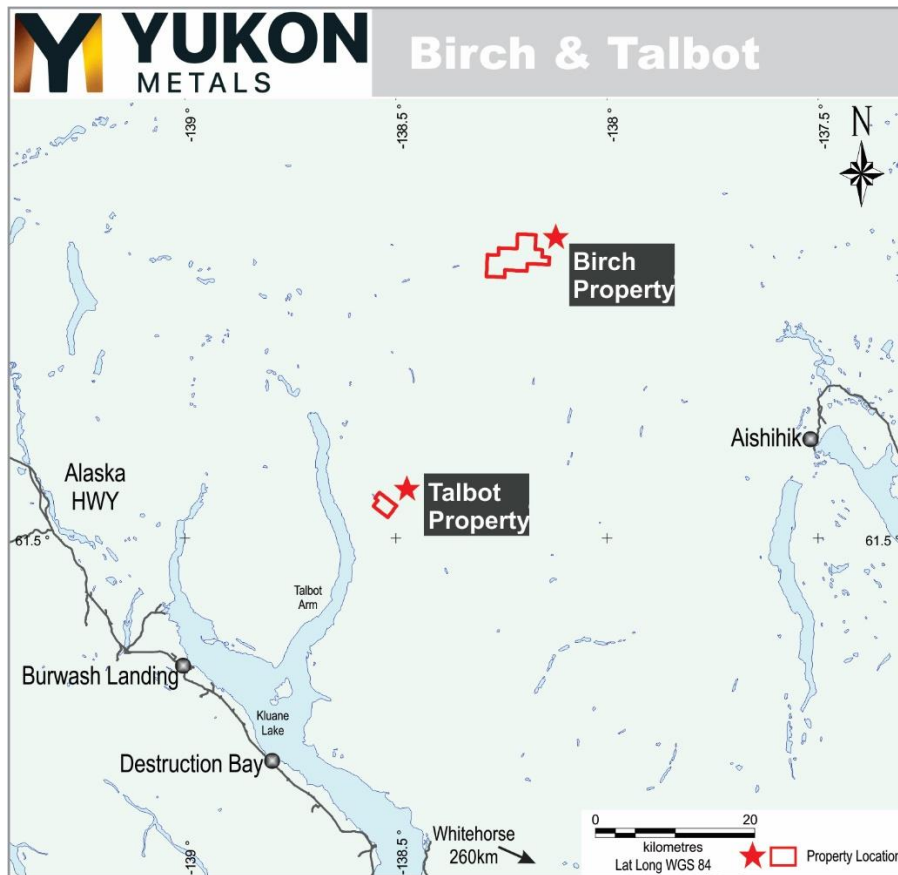 YUKON
METALS
Birch & Talbot
-139 °
-138.5 °
-138 °
-137.5 °
N
Birch
Property
Aishihik
Alaska
HWY
Talbot
Property
61.5 °
61.5 °
Talbot
Arm
Burwash Landing
Kluane
Lake
Destruction Bay
Whitehorse
260km
-139 °
-138.5 °
0 20
kilometres
Lat Long WGS 84
Property Location